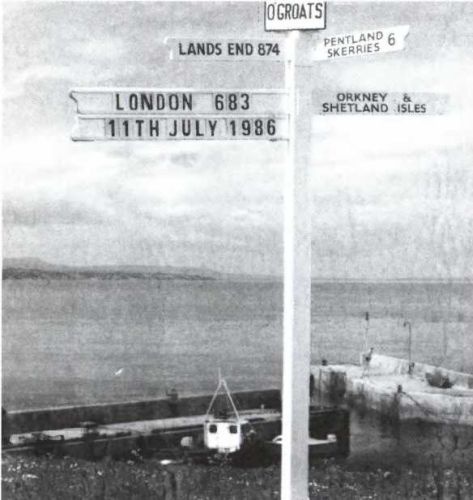 O'GROATS
LANDS END 874
PENTLAND
SKERRIES 6
LONDON 683
11TH JULY 1986
ORKNEY &
SHETLAND ISLES